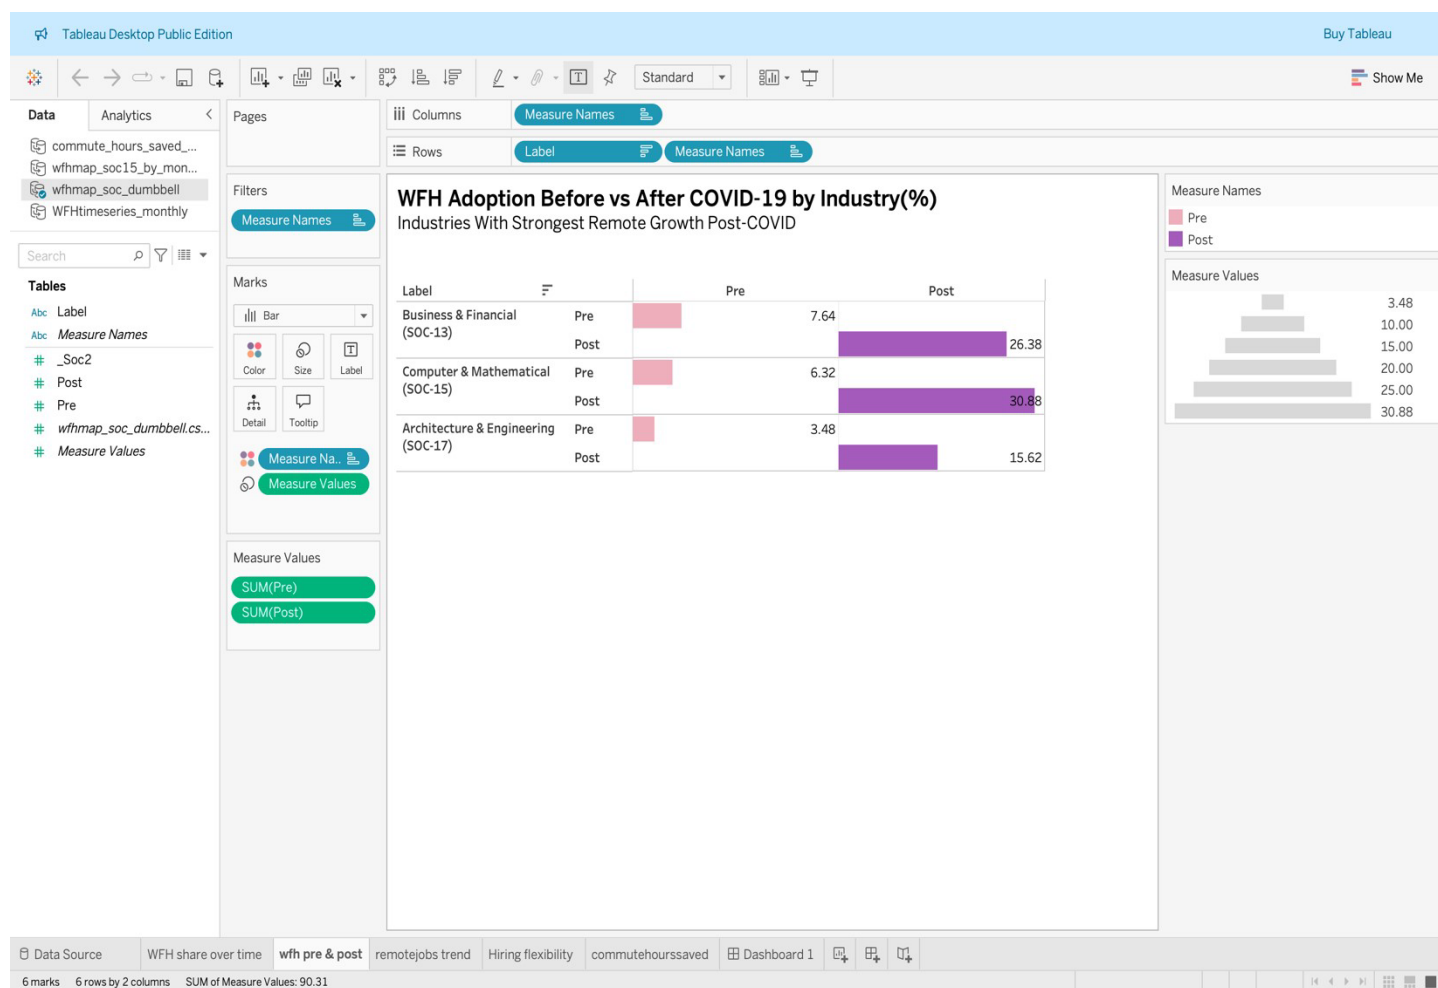 Tableau Desktop Public Edition
Buy Tableau
Standard
Show Me
Data
Analytics
commute_hours_saved_...
wfhmap_soc15_by_mon...
wfhmap_soc_dumbbell
WFHtimeseries_monthly
Search
Tables
Abc Label
Abc Measure Names
# _Soc2
# Post
# Pre
# wfhmap_soc_dumbbell.cs...
# Measure Values
Pages
Filters
Measure Names
Marks
Bar
Color Size Label
Detail Tooltip
Measure Na..
Measure Values
Measure Values
SUM(Pre)
SUM(Post)
Columns Measure Names
Rows Label Measure Names
WFH Adoption Before vs After COVID-19 by Industry(%)
Industries With Strongest Remote Growth Post-COVID
Label Pre Post
Business & Financial Pre 7.64
(SOC-13)
Post 26.38
Computer & Mathematical Pre 6.32
(SOC-15)
Post 30.88
Architecture & Engineering Pre 3.48
(SOC-17)
Post 15.62
Measure Names
Pre
Post
Measure Values
3.48
10.00
15.00
20.00
25.00
30.88
Data Source WFH share over time wfh pre & post remotejobs trend Hiring flexibility commutehourssaved Dashboard 1
6 marks 6 rows by 2 columns SUM of Measure Values: 90.31